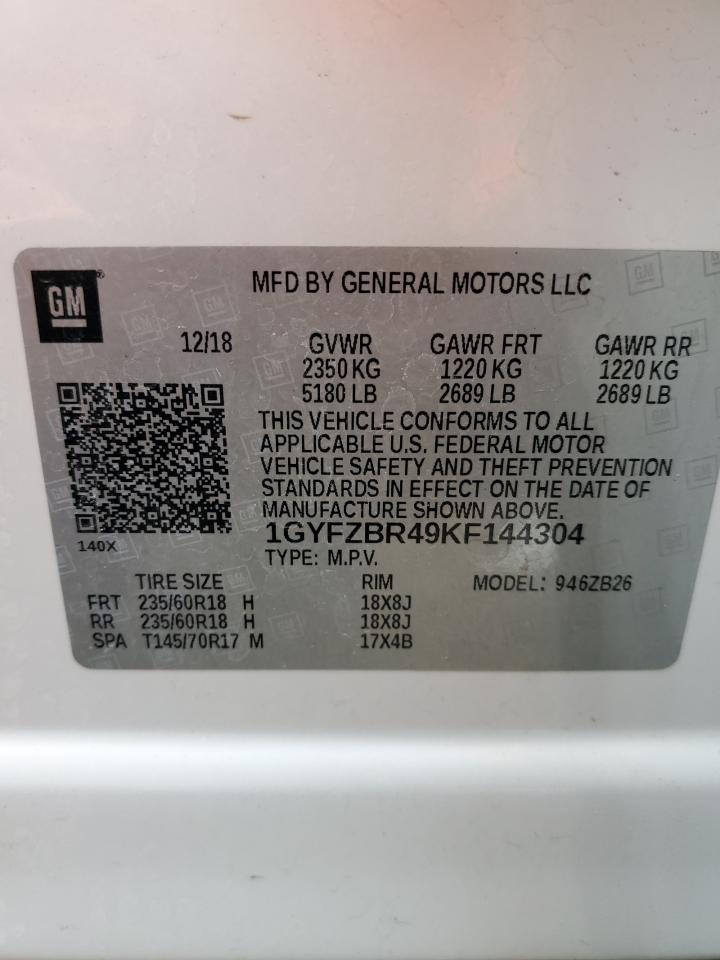 GM
MFD BY GENERAL MOTORS LLC
12/18 GVWR GAWR FRT GAWR RR
2350 KG 1220 KG 1220 KG
5180 LB 2689 LB 2689 LB
THIS VEHICLE CONFORMS TO ALL
APPLICABLE U.S. FEDERAL MOTOR
VEHICLE SAFETY AND THEFT PREVENTION
STANDARDS IN EFFECT ON THE DATE OF
MANUFACTURE SHOWN ABOVE.
1GYFZBR49KF144304
140X
TYPE: M.P.V.
TIRE SIZE RIM MODEL: 946ZB26
FRT 235/60R18 H 18X8J
RR 235/60R18 H 18X8J
SPA T145/70R17 M 17X4B